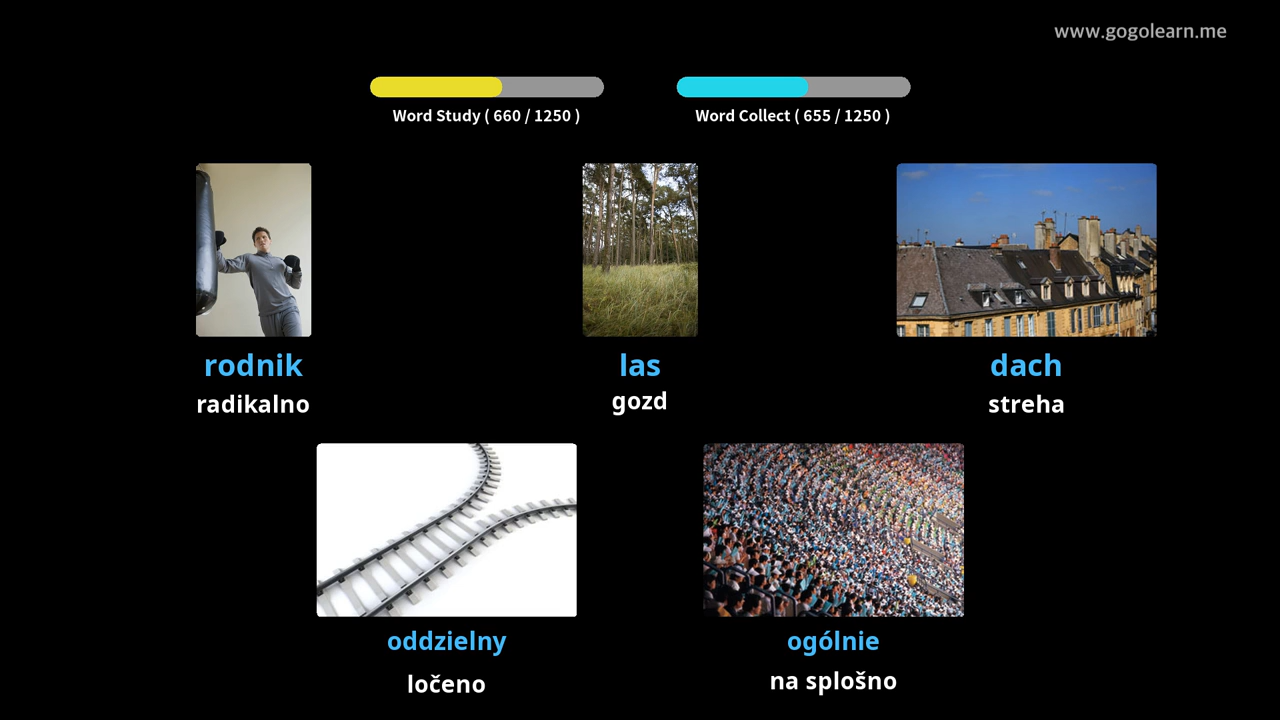 www.gogolearn.me
Word Study ( 660 / 1250 )
Word Collect ( 655 / 1250 )
rodnik
radikalno
las
gozd
dach
streha
oddzielny
ločeno
ogólnie
na splošno